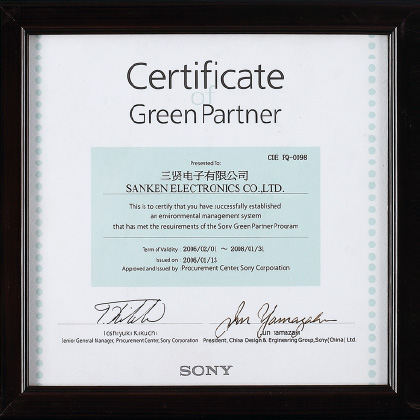 Certificate
of
Green Partner
CDE FQ-0098
Presented To:
三贤电子有限公司
SANKEN ELECTRONICS CO.,LTD.
This is to certify that you have successfully established
an environmental management system
that has met the requirements of the Sony Green Partner Program
Term of Validity : 2006/02/01 ~ 2008/01/31
Issued on : 2006/01/13
Approved and Issued by : Procurement Center, Sony Corporation
Toshiyuki Kikuchi
Jun Yamazaki
Senior General Manager, Procurement Center, Sony Corporation
President, China Design & Engineering Group, Sony(China) Ltd.
SONY